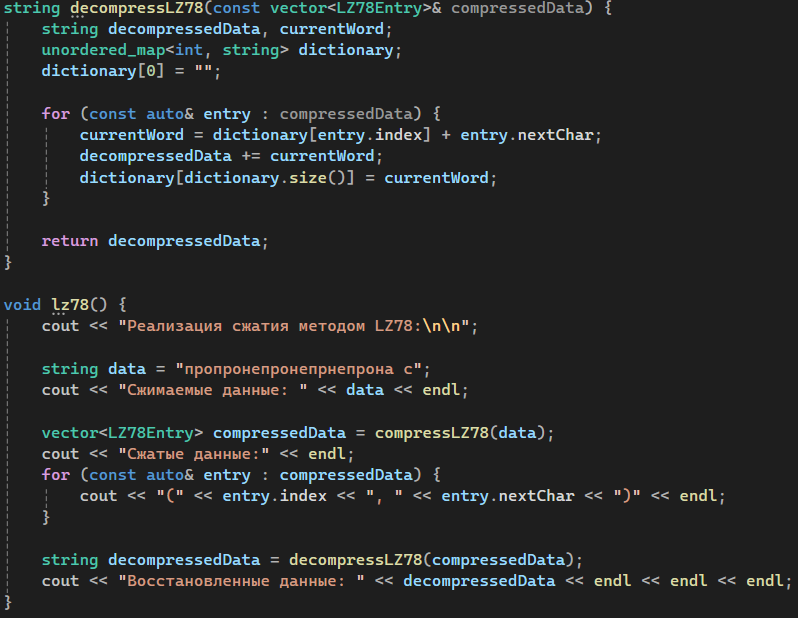 string decompressLZ78(const vector<LZ78Entry>& compressedData) {
    string decompressedData, currentWord;
    unordered_map<int, string> dictionary;
    dictionary[0] = "";

    for (const auto& entry : compressedData) {
        currentWord = dictionary[entry.index] + entry.nextChar;
        decompressedData += currentWord;
        dictionary[dictionary.size()] = currentWord;
    }

    return decompressedData;
}

void lz78() {
    cout << "Реализация сжатия методом LZ78:\n\n";

    string data = "пропронепронепрнепрона с";
    cout << "Сжимаемые данные: " << data << endl;

    vector<LZ78Entry> compressedData = compressLZ78(data);
    cout << "Сжатые данные:" << endl;
    for (const auto& entry : compressedData) {
        cout << "(" << entry.index << ", " << entry.nextChar << ")" << endl;
    }

    string decompressedData = decompressLZ78(compressedData);
    cout << "Восстановленные данные: " << decompressedData << endl << endl << endl;
}